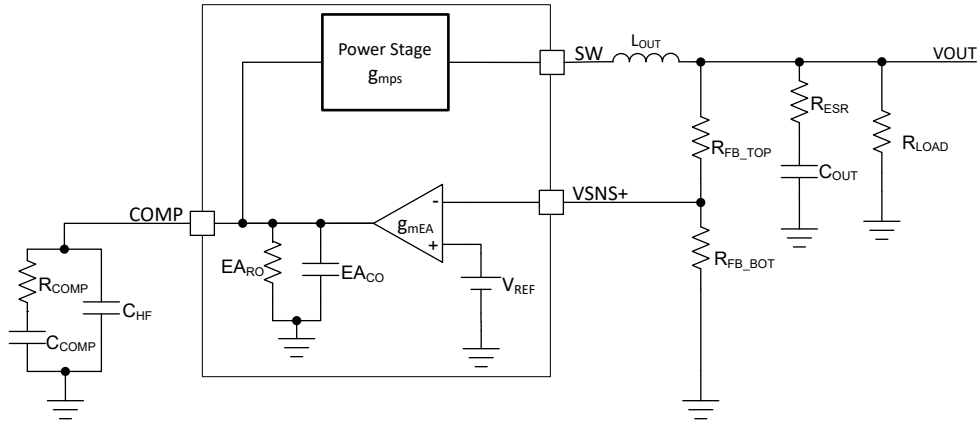 Power Stage
gmps
SW
LOUT
VOUT
RESR
RFB_TOP
RLOAD
COUT
VSNS+
COMP
-
gmEA
+
EARO
EACO
RFB_BOT
RCOMP
CHF
VREF
CCOMP